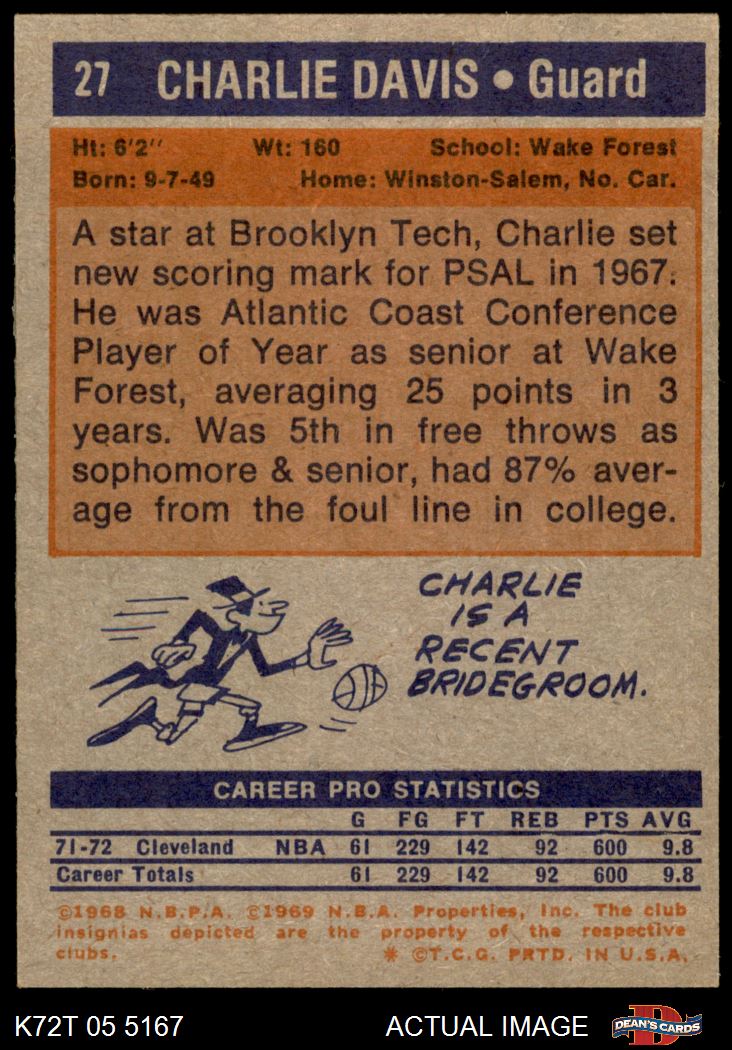 27 CHARLIE DAVIS • Guard
Ht: 6'2'' Wt: 160 School: Wake Forest
Born: 9-7-49 Home: Winston-Salem, No. Car.
A star at Brooklyn Tech, Charlie set
new scoring mark for PSAL in 1967.
He was Atlantic Coast Conference
Player of Year as senior at Wake
Forest, averaging 25 points in 3
years. Was 5th in free throws as
sophomore & senior, had 87% aver-
age from the foul line in college.
CHARLIE
IS A
RECENT
BRIDEGROOM.
CAREER PRO STATISTICS
G FG FT REB PTS AVG
71-72 Cleveland NBA 61 229 142 92 600 9.8
Career Totals 61 229 142 92 600 9.8
©1968 N.B.P.A. ©1969 N.B.A. Properties, Inc. The club
insignias depicted are the property of the respective
clubs. * ©T.C.G. PRTD. IN U.S.A.
K72T 05 5167 ACTUAL IMAGE D DEAN'S CARDS